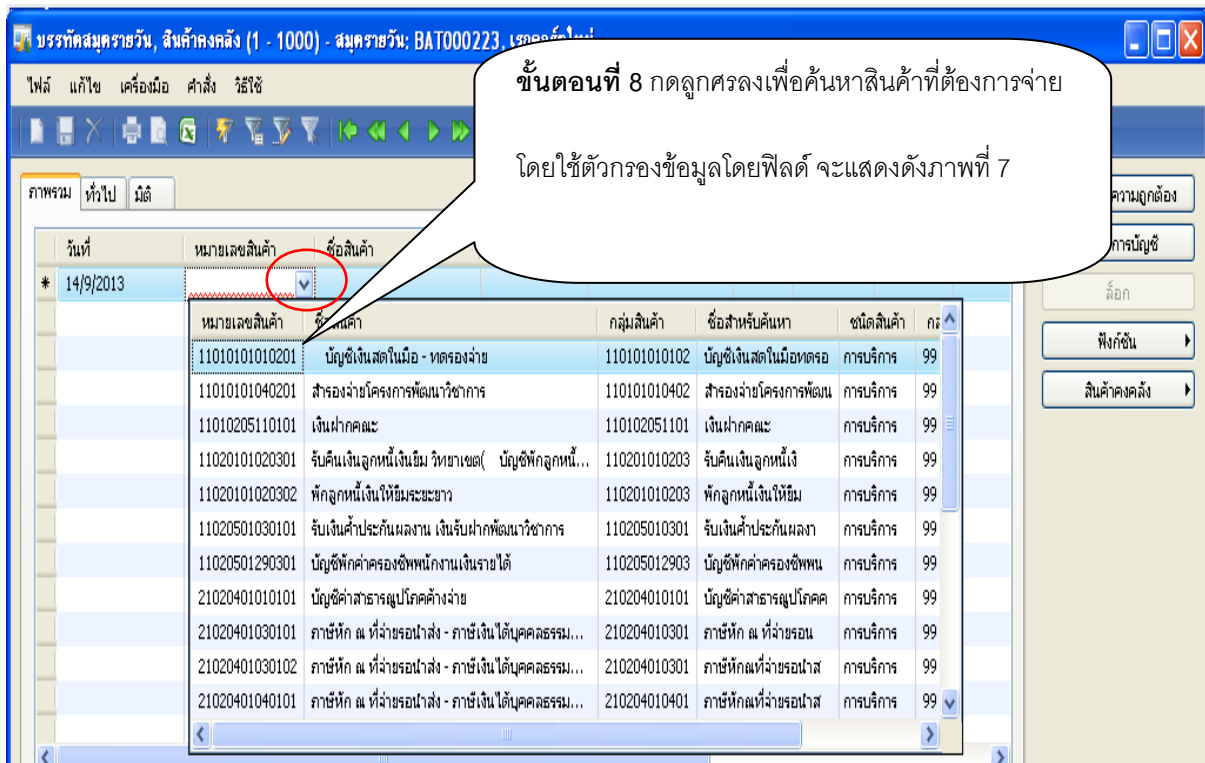 บรรทัดสมุดรายวัน, สินค้าคงคลัง (1 - 1000) - สมุดรายวัน: BAT000223, เรกคอร์ดใหม่
ไฟล์ แก้ไข เครื่องมือ คำสั่ง วิธีใช้
ขั้นตอนที่ 8 กดลูกศรลงเพื่อค้นหาสินค้าที่ต้องการจ่าย
โดยใช้ตัวกรองข้อมูลโดยฟิลด์ จะแสดงดังภาพที่ 7
ภาพรวม ทั่วไป มิติ
ความถูกต้อง
วันที่ หมายเลขสินค้า ชื่อสินค้า
การบัญชี
* 14/9/2013
ล็อก
ฟังก์ชัน
สินค้าคงคลัง
หมายเลขสินค้า ชื่อสินค้า กลุ่มสินค้า ชื่อสำหรับค้นหา ชนิดสินค้า กล
11010101010201 บัญชีเงินสดในมือ - ทดรองจ่าย 110101010102 บัญชีเงินสดในมือทดรอ การบริการ 99
11010101040201 สำรองจ่ายโครงการพัฒนาวิชาการ 110101010402 สำรองจ่ายโครงการพัฒน การบริการ 99
11010205110101 เงินฝากคณะ 110102051101 เงินฝากคณะ การบริการ 99
11020101020301 รับคืนเงินลูกหนี้เงินยืม วิทยาเขต( บัญชีพักลูกหนี้... 110201010203 รับคืนเงินลูกหนี้เงิ การบริการ 99
11020101020302 พักลูกหนี้เงินให้ยืมระยะยาว 110201010203 พักลูกหนี้เงินให้ยืม การบริการ 99
11020501030101 รับเงินค้ำประกันผลงาน เงินรับฝากพัฒนาวิชาการ 110205010301 รับเงินค้ำประกันผลงา การบริการ 99
11020501290301 บัญชีพักค่าครองชีพพนักงานเงินรายได้ 110205012903 บัญชีพักค่าครองชีพพน การบริการ 99
21020401010101 บัญชีค่าสาธารณูปโภคค้างจ่าย 210204010101 บัญชีค่าสาธารณูปโภคค การบริการ 99
21020401030101 ภาษีหัก ณ ที่จ่ายรอนำส่ง - ภาษีเงินได้บุคคลธรรม... 210204010301 ภาษีหัก ณ ที่จ่ายรอน การบริการ 99
21020401030102 ภาษีหัก ณ ที่จ่ายรอนำส่ง - ภาษีเงินได้บุคคลธรรม... 210204010301 ภาษีหักณที่จ่ายรอนำส การบริการ 99
21020401040101 ภาษีหัก ณ ที่จ่ายรอนำส่ง - ภาษีเงินได้บุคคลธรรม... 210204010401 ภาษีหักณที่จ่ายรอนำส การบริการ 99